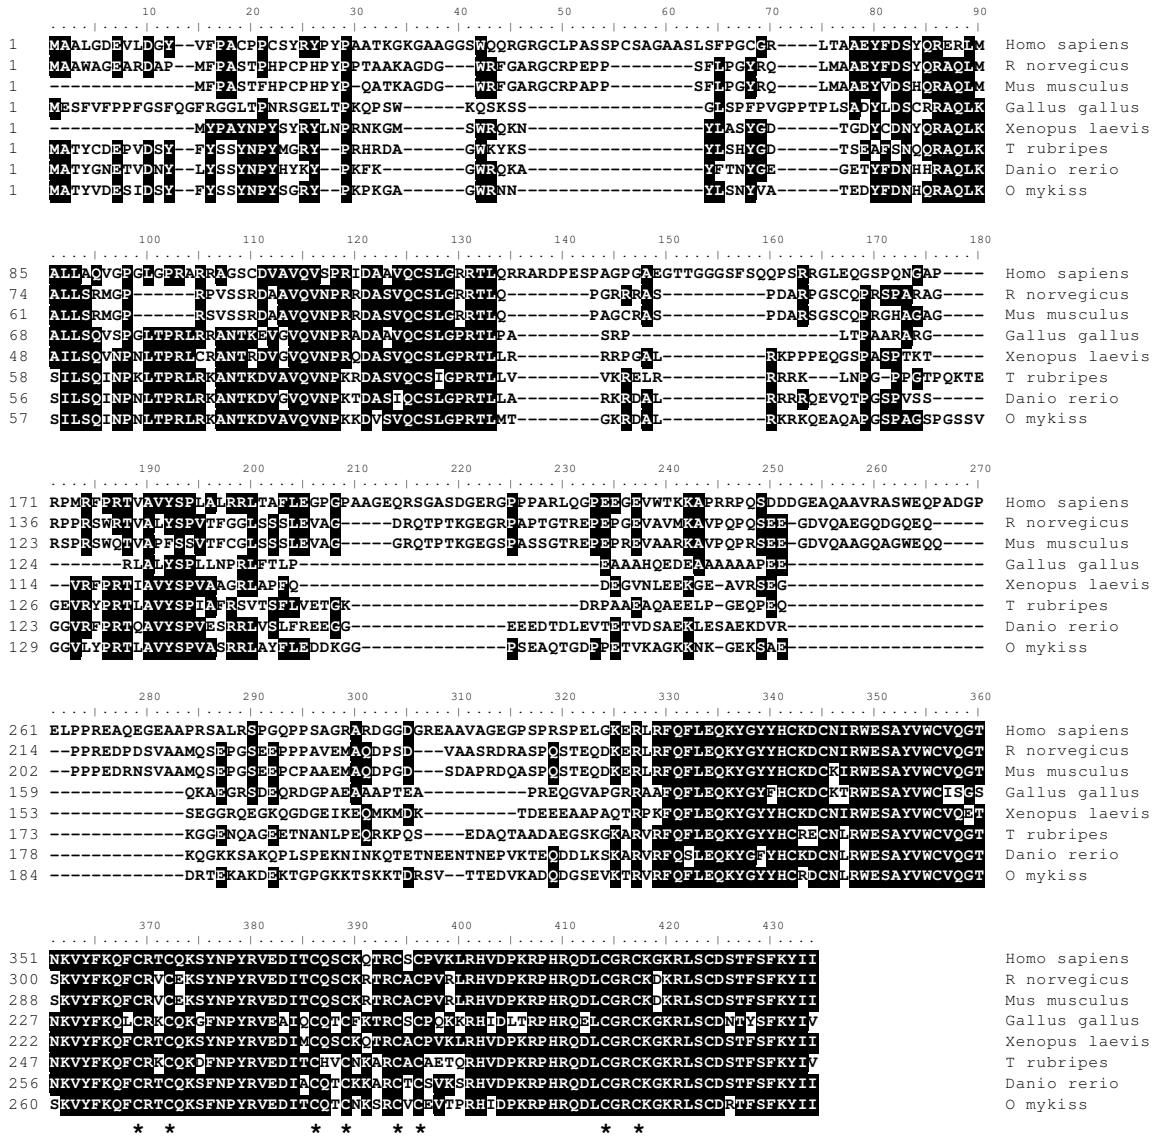 10 20 30 40 50 60 70 80 90
1 MAALGDEVLDGY--VFPACPPCSYRYPYPAATKGKGAAGGSWQQRGRGCLPASSPCSAGAASLSFPGCGR----LTAAEYFDSYQRERLM Homo sapiens
1 MAAWAGEARDAP--MFPASTPHCPHPYPPTAAKAGDG----WRFGARGCRPEPP--------SFLPGYRQ----LMAAEYFDSYQRAQLM R norvegicus
1 --------------MFPASTFHCPHPYP-QATKAGDG----WRFGARGCRPAPP--------SFLPGYRQ----LMAAEYVDSHQRAQLM Mus musculus
1 MESFVFPPFGSFQGFRGGLTPNRSGELTPKQPSW------KQSKSS-----------------GLSPFPVGPPTPLSADYLDSCRRAQLK Gallus gallus
1 --------------MYPAYNPYSYRYLNPRNKGM------SWRQKN-----------------YLASYGD------TGDYCDNYQRAQLK Xenopus laevis
1 MATYCDEPVDSY--FYSSYNPYMGRY-PRHRDA-------GWKYKS-----------------YLSHYGD------TSEAFSNQQRAQLK T rubripes
1 MATYGNETVDNY--LYSSYNPYHYKY-PKFK---------GWRQKA-----------------YFTNYGE------GETYFDNHHRAQLK Danio rerio
1 MATYVDESIDSY--FYSSYNPYSGRY-PKPKGA-------GWRNN------------------YLSNYVA------TEDYFDNHQRAQLK O mykiss
100 110 120 130 140 150 160 170 180
85 ALLAQVGPGLGPRARRAGSCDVAVQVSPRIDAAVQCSLGRRTLQRRARDPESPAGPGAEGTTGGGSFSQQPSRRGLEQGSPQNGAP---- Homo sapiens
74 ALLSRMGP------RPVSSRDAAVQVNPRRDASVQCSLGRRTLQ--------PGRRRAS----------PDARPGSCQPRSPARAG---- R norvegicus
61 ALLSRMGP------RSVSSRDAAVQVNPRRDASVQCSLGRRTLQ--------PAGCRAS----------PDARSGSCQPRGHAGAG---- Mus musculus
68 ALLSQVSPGLTPRLRRANTKEVGVQVNPRADAAVQCSLGPRTLPA--------SRP--------------------LTPAARARG----- Gallus gallus
48 AILSQVNPNLTPRLCRANTRDVGVQVNPRQDASVQCSLGPRTLLR--------RRPGAL----------RKPPPEQGSPASPTKT----- Xenopus laevis
58 SILSQINPKLTPRLRKANTKDVAVQVNPKRDASVQCSIGPRTLLV--------VKRELR----------RRRK---LNPG-PPGTPQKTE T rubripes
56 SILSQINPNLTPRLRKANTKDVGVQVNPKTDASIQCSLGPRTLLA--------RKRDAL----------RRRRQEVQTPGSPVSS----- Danio rerio
57 SILSQINPNLTPRLRKANTKDVAVQVNPKKDVSVQCSLGPRTLMT--------GKRDAL----------RKRKQEAQAPGSPAGSPGSSV O mykiss
190 200 210 220 230 240 250 260 270
171 RPMRFPRTVAVYSPLALRRLTAFLEGPGPAAGEQRSGASDGERGPPPARLQGPEEGEVWTKKAPRRPQSDDDGEAQAAVRASWEQPADGP Homo sapiens
136 RPPRSWRTVALYSPVTFGGLSSSLEVAG-----DRQTPTKGEGRPAPTGTREPEPGEVAVMKAVPQPQSEE-GDVQAEGQDGQEQ----- R norvegicus
123 RSPRSWQTVAPFSSVTFCGLSSSLEVAG-----GRQTPTKGEGSPASSGTREPEPREVAARKAVPQPRSEE-GDVQAAGQAGWEQQ---- Mus musculus
124 -------RLALYSPLLNPRLFTLP-----------------------------EAAAHQEDEAAAAAAPEE------------------- Gallus gallus
114 --VRFPRTIAVYSPVAAGRLAPFQ-----------------------------DEGVNLEEKGE-AVRSEG------------------- Xenopus laevis
126 GEVRYPRTLAVYSPIAFRSVTSFLVETGK----------------------DRPAAEAQAEELP-GEQPEQ------------------- T rubripes
123 GGVRFPRTQAVYSPVESRRLVSLFREEGG---------------EEEDTDLEVTETVDSAEKLESAEKDVR------------------- Danio rerio
129 GGVLYPRTLAVYSPVASRRLAYFLEDDKGG--------------PSEAQTGDPPETVKAGKKNK-GEKSAE------------------- O mykiss
280 290 300 310 320 330 340 350 360
261 ELPPREAQEGEAAPRSALRSPGQPPSAGRARDGGDGREAAVAGEGPSPRSPELGKERLRFQFLEQKYGYYHCKDCNIRWESAYVWCVQGT Homo sapiens
214 --PPREDPDSVAAMQSEPGSEEPPPAVEMAQDPSD---VAASRDRASPQSTEQDKERLRFQFLEQKYGYYHCKDCNIRWESAYVWCVQGT R norvegicus
202 --PPPEDRNSVAAMQSEPGSEEPCPAAEMAQDPGD---SDAPRDQASPQSTEQDKERLRFQFLEQKYGYYHCKDCKIRWESAYVWCVQGT Mus musculus
159 -------------QKAEGRSDEQRDGPAEAAAPTEA----------PREQGVAPGRRAAFQFLEQKYGYFHCKDCKTRWESAYVWCISGS Gallus gallus
153 -------------SEGGRQEGKQGDGEIKEQMKMDK---------TDEEEAAPAQTRPKFQFLEQKYGYYHCKDCNIRWESAYVWCVQET Xenopus laevis
173 -------------KGGENQAGEETNANLPEQRKPQS----EDAQTAADAEGSKGKARVRFQFLEQKYGYYHCRECNLRWESAYVWCVQGT T rubripes
178 -------------KQGKKSAKQPLSPEKNINKQTETNEENTNEPVKTEQDDLKSKARVRFQSLEQKYGFYHCKDCNLRWESAYVWCVQGT Danio rerio
184 -------------DRTEKAKDEKTGPGKKTSKKTDRSV--TTEDVKADQDGSEVKTRVRFQFLEQKYGYYHCRDCNLRWESAYVWCVQGT O mykiss
370 380 390 400 410 420 430
351 NKVYFKQFCRTCQKSYNPYRVEDITCQSCKQTRCSCPVKLRHVDPKRPHRQDLCGRCKGKRLSCDSTFSFKYII Homo sapiens
300 SKVYFKQFCRVCEKSYNPYRVEDITCQSCKRTRCACPVKLRHVDPKRPHRQDLCGRCKDKRLSCDSTFSFKYII R norvegicus
288 SKVYFKQFCRVCEKSYNPYRVEDITCQSCKRTRCACPVRLRHVDPKRPHRQDLCGRCKDKRLSCDSTFSFKYII Mus musculus
227 NKVYFKQLCRKCQKGFNPYRVEAIQCQTCFKTRCSCPQKKRHIDLTRPHRQELCGRCKGKRLSCDNTYSFKYIV Gallus gallus
222 NKVYFKQFCRTCQKSYNPYRVEDIMCQSCKQTRCACPVKLRHVDPKRPHRQDLCGRCKGKRLSCDSTFSFKYII Xenopus laevis
247 NKVYFKQFCRKCQKDFNPYRVEDITCHVCNKARCACAETQRHVDPKRPHRQDLCGRCKGKRLSCDSTFSFKYIV T rubripes
256 NKVYFKQFCRTCQKSFNPYRVEDIACQTCKKARCTCSVKSRHVDPKRPHRQDLCGRCKGKRLSCDSTFSFKYII Danio rerio
260 SKVYFKQFCRTCQKSFNPYRVEDITCQTCNKSRCVCEVTPRHIDPKRPHRQDLCGRCKGKRLSCDRTFSFKYII O mykiss
* * * * * * * *